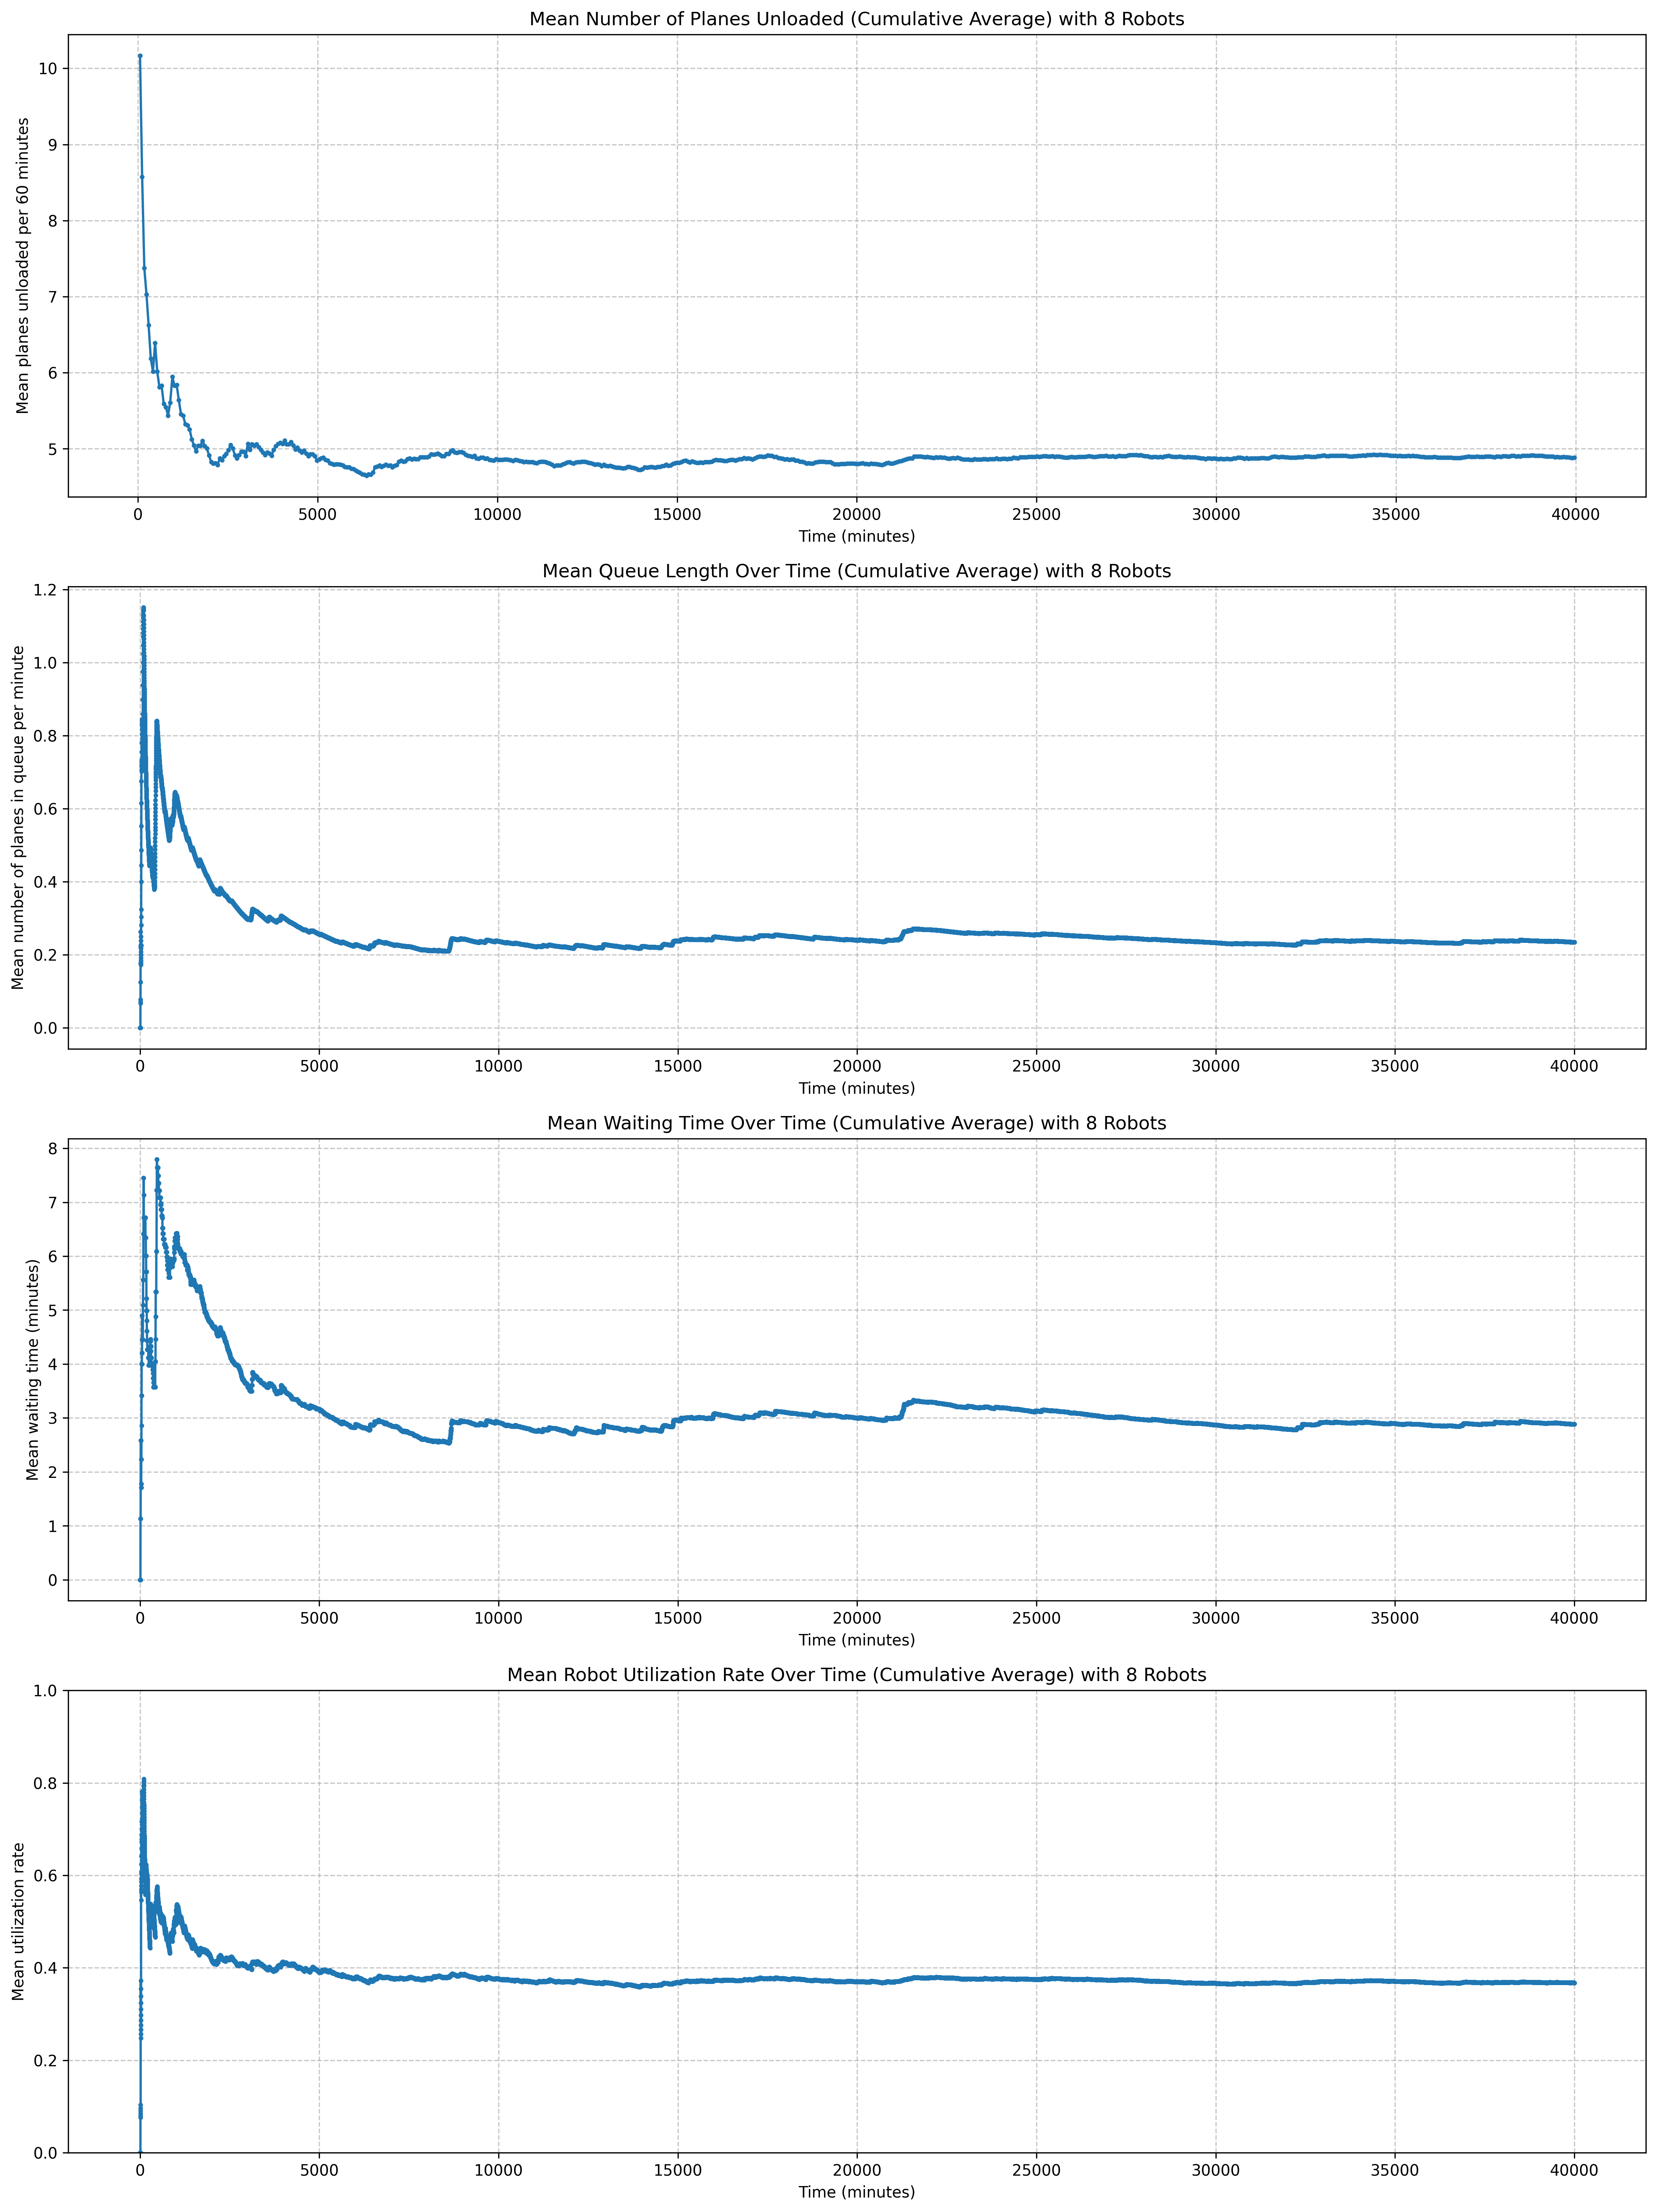 Mean Number of Planes Unloaded (Cumulative Average) with 8 Robots
Mean planes unloaded per 60 minutes
10
9
8
7
6
5
0 5000 10000 15000 20000 25000 30000 35000 40000
Time (minutes)
Mean Queue Length Over Time (Cumulative Average) with 8 Robots
Mean number of planes in queue per minute
1.2
1.0
0.8
0.6
0.4
0.2
0.0
0 5000 10000 15000 20000 25000 30000 35000 40000
Time (minutes)
Mean Waiting Time Over Time (Cumulative Average) with 8 Robots
Mean waiting time (minutes)
8
7
6
5
4
3
2
1
0
0 5000 10000 15000 20000 25000 30000 35000 40000
Time (minutes)
Mean Robot Utilization Rate Over Time (Cumulative Average) with 8 Robots
Mean utilization rate
1.0
0.8
0.6
0.4
0.2
0.0
0 5000 10000 15000 20000 25000 30000 35000 40000
Time (minutes)